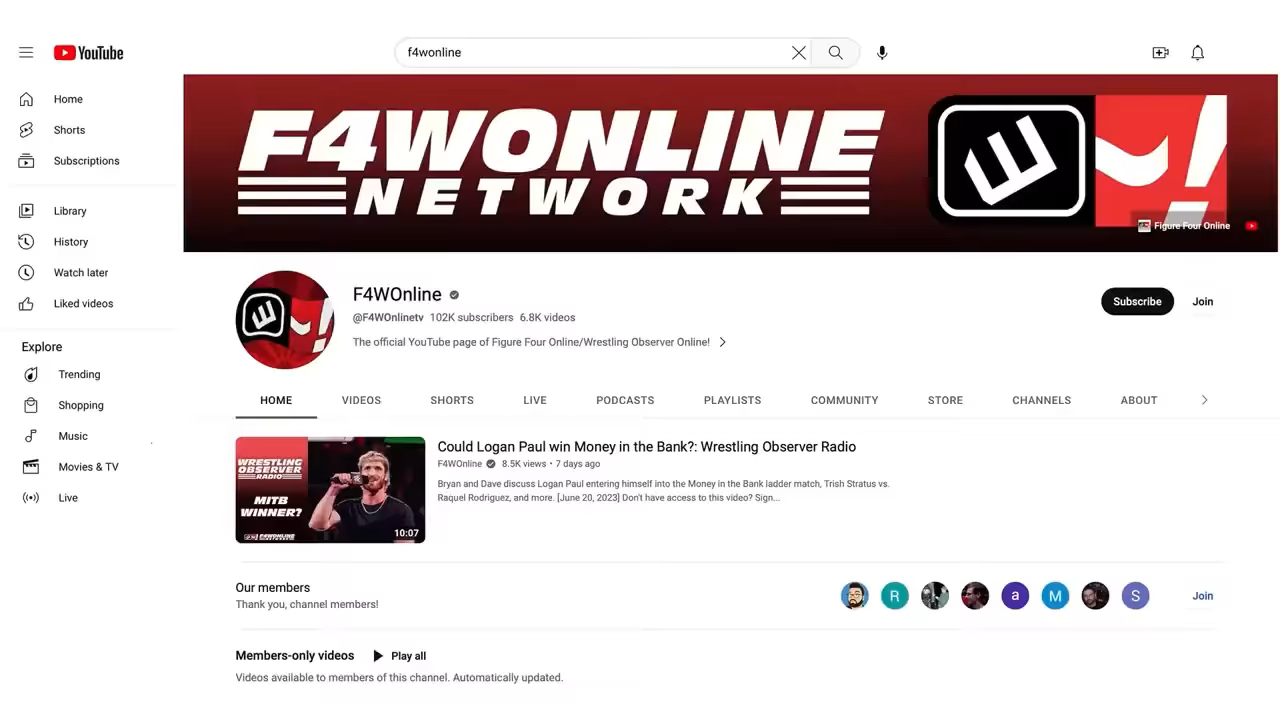 YouTube
f4wonline
Home
Shorts
Subscriptions
Library
History
Watch later
Liked videos
Explore
Trending
Shopping
Music
Movies & TV
Live
F4WONLINE
NETWORK
Figure Four Online
F4WOnline
@F4WOnlinetv 102K subscribers 6.8K videos
The official YouTube page of Figure Four Online/Wrestling Observer Online!
Subscribe
Join
HOME VIDEOS SHORTS LIVE PODCASTS PLAYLISTS COMMUNITY STORE CHANNELS ABOUT
WRESTLING
OBSERVER
RADIO
MITB
WINNER?
F4WONLINE
10:07
Could Logan Paul win Money in the Bank?: Wrestling Observer Radio
F4WOnline 8.5K views • 7 days ago
Bryan and Dave discuss Logan Paul entering himself into the Money in the Bank ladder match, Trish Stratus vs.
Raquel Rodriguez, and more. [June 20, 2023] Don't have access to this video? Sign...
Our members
Thank you, channel members!
R
a
M
S
Join
Members-only videos Play all
Videos available to members of this channel. Automatically updated.